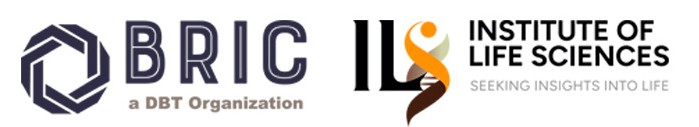 BRIC
a DBT Organization
ILS
INSTITUTE OF
LIFE SCIENCES
SEEKING INSIGHTS INTO LIFE